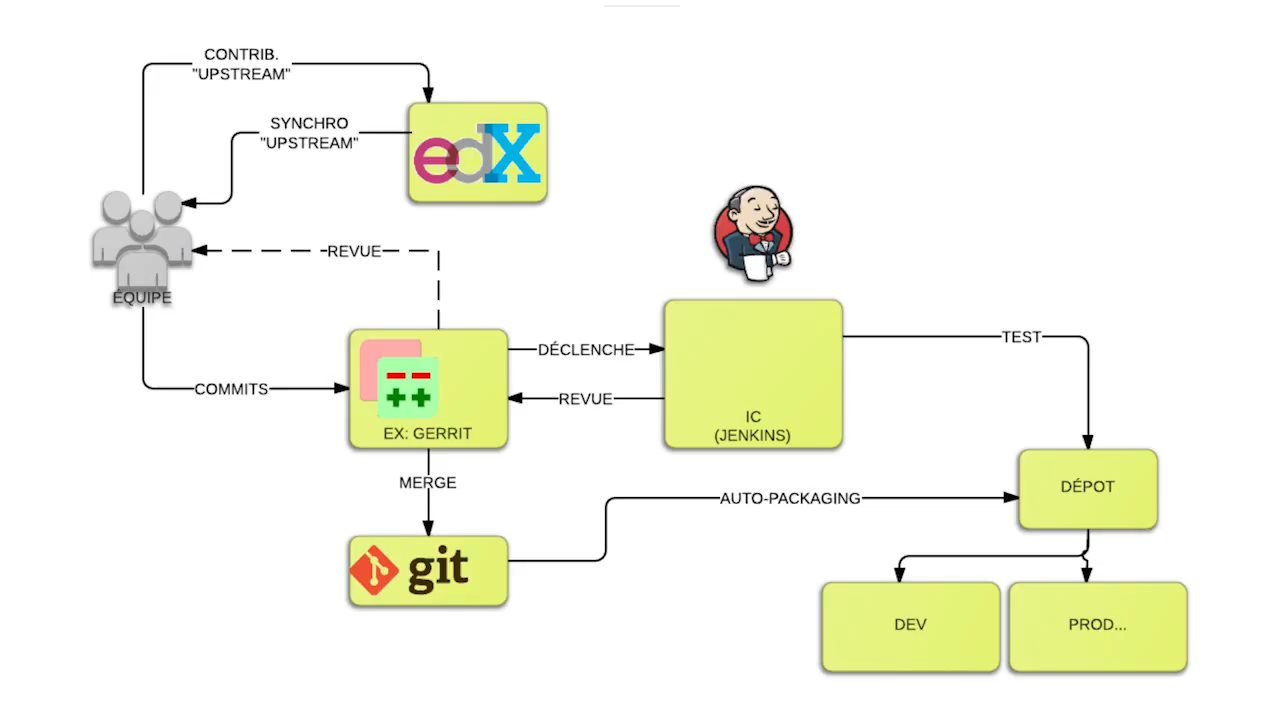 CONTRIB.
"UPSTREAM"
SYNCHRO
"UPSTREAM"
edX
REVUE
ÉQUIPE
DÉCLENCHE
TEST
COMMITS
REVUE
IC
(JENKINS)
EX: GERRIT
MERGE
DÉPOT
AUTO-PACKAGING
git
DEV
PROD...